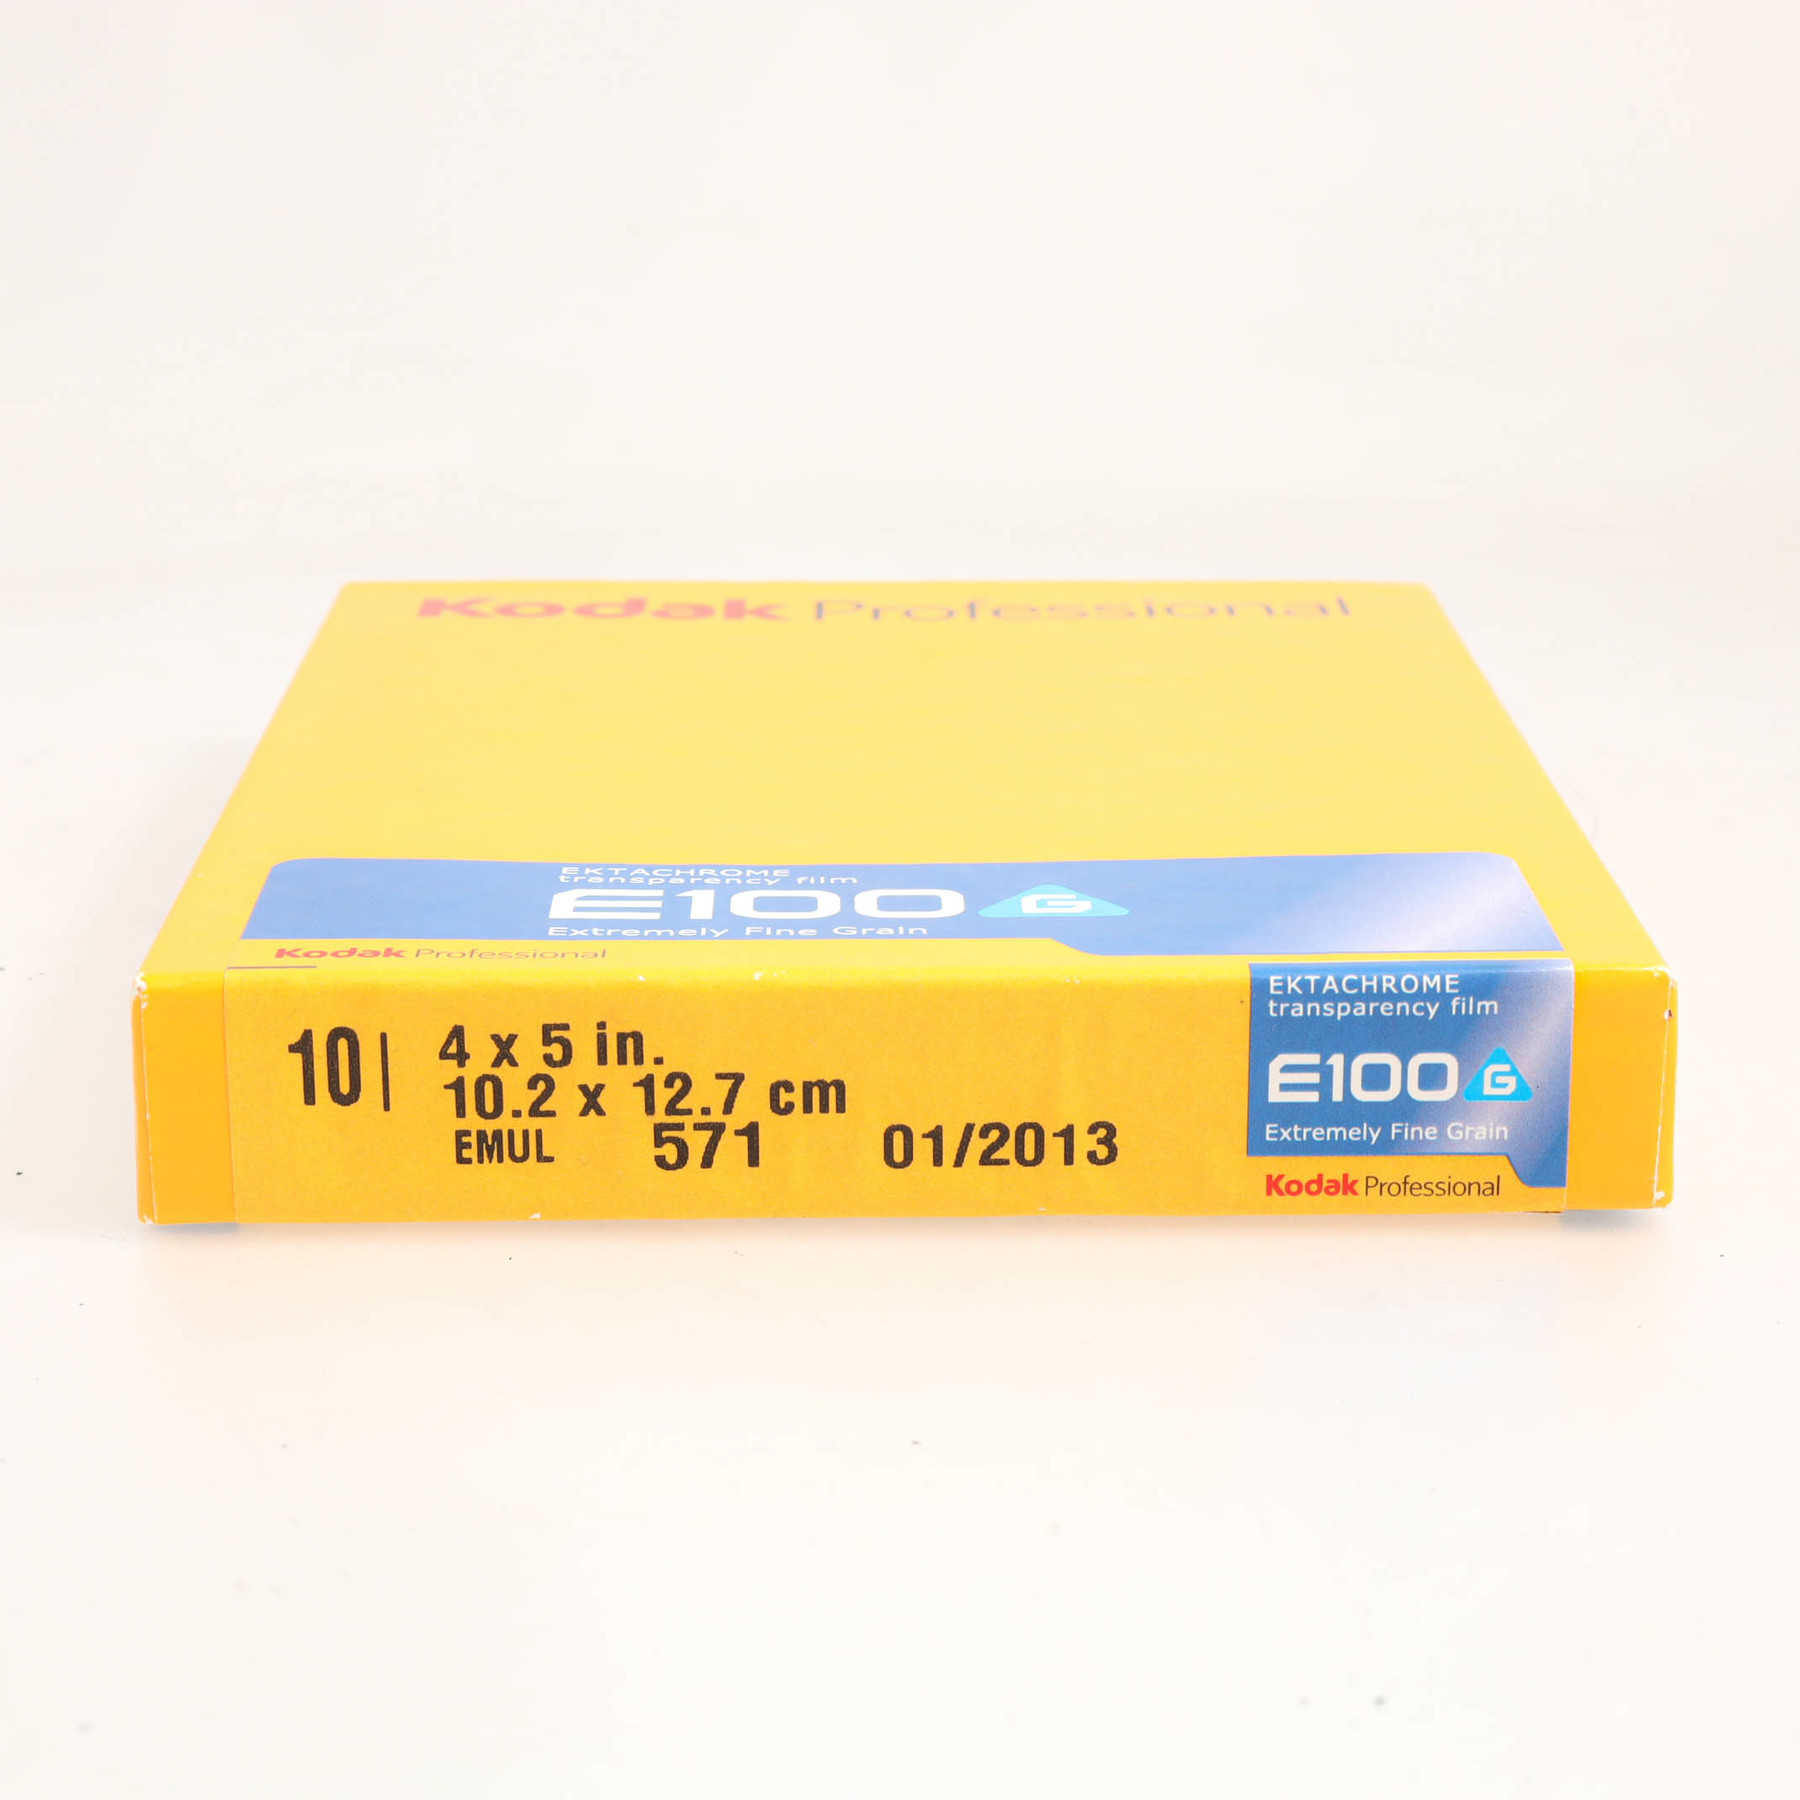 Kodak Professional
EKTACHROME
transparency film
E100 G
Extremely Fine Grain
Kodak Professional
10 4 x 5 in.
10.2 x 12.7 cm
EMUL 571 01/2013
EKTACHROME
transparency film
E100 G
Extremely Fine Grain
Kodak Professional